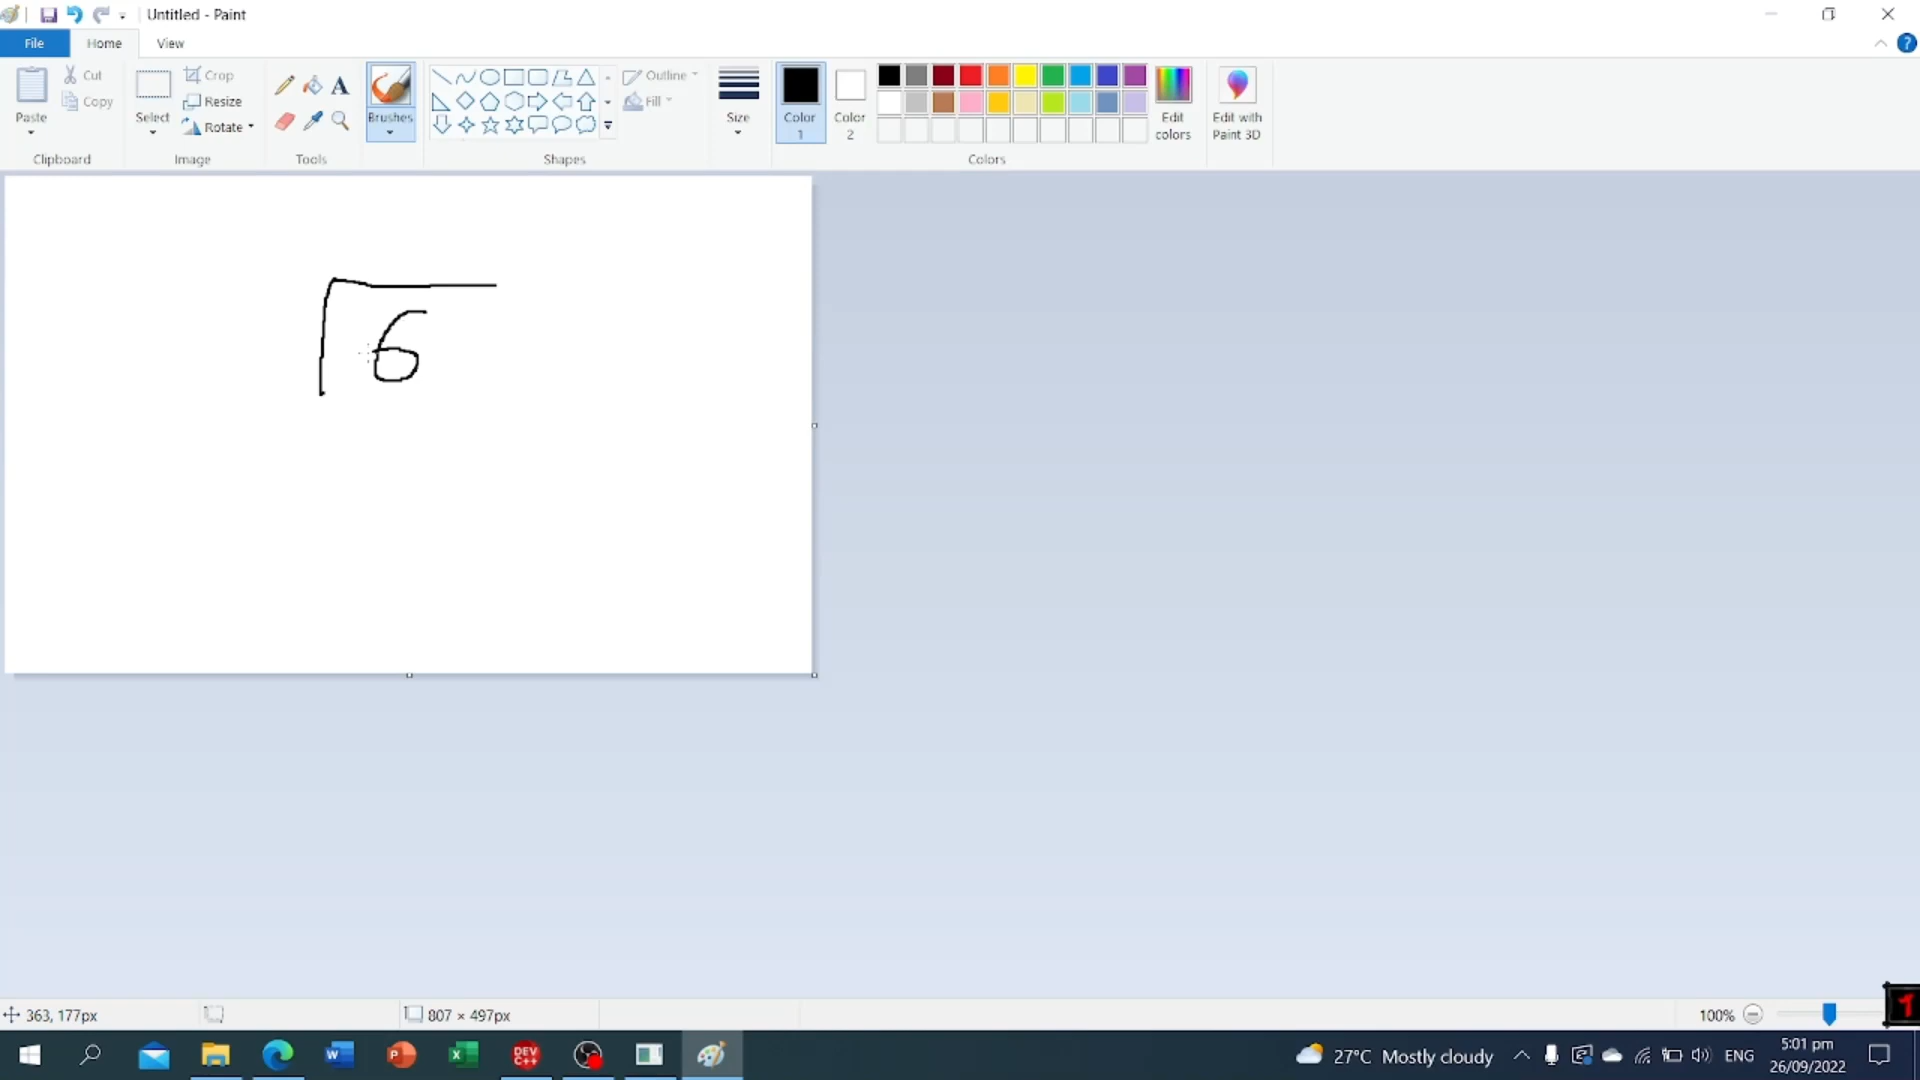 Untitled - Paint
File Home View
Paste
Cut
Copy
Clipboard
Select
Crop
Resize
Rotate
Image
A
Tools
Brushes
Shapes
Outline
Fill
Size
Color 1
Color 2
Edit colors
Colors
Edit with Paint 3D
?
6
363, 177px
807 × 497px
100%
1
W P X DEV C++
27°C Mostly cloudy
ENG
5:01 pm
26/09/2022